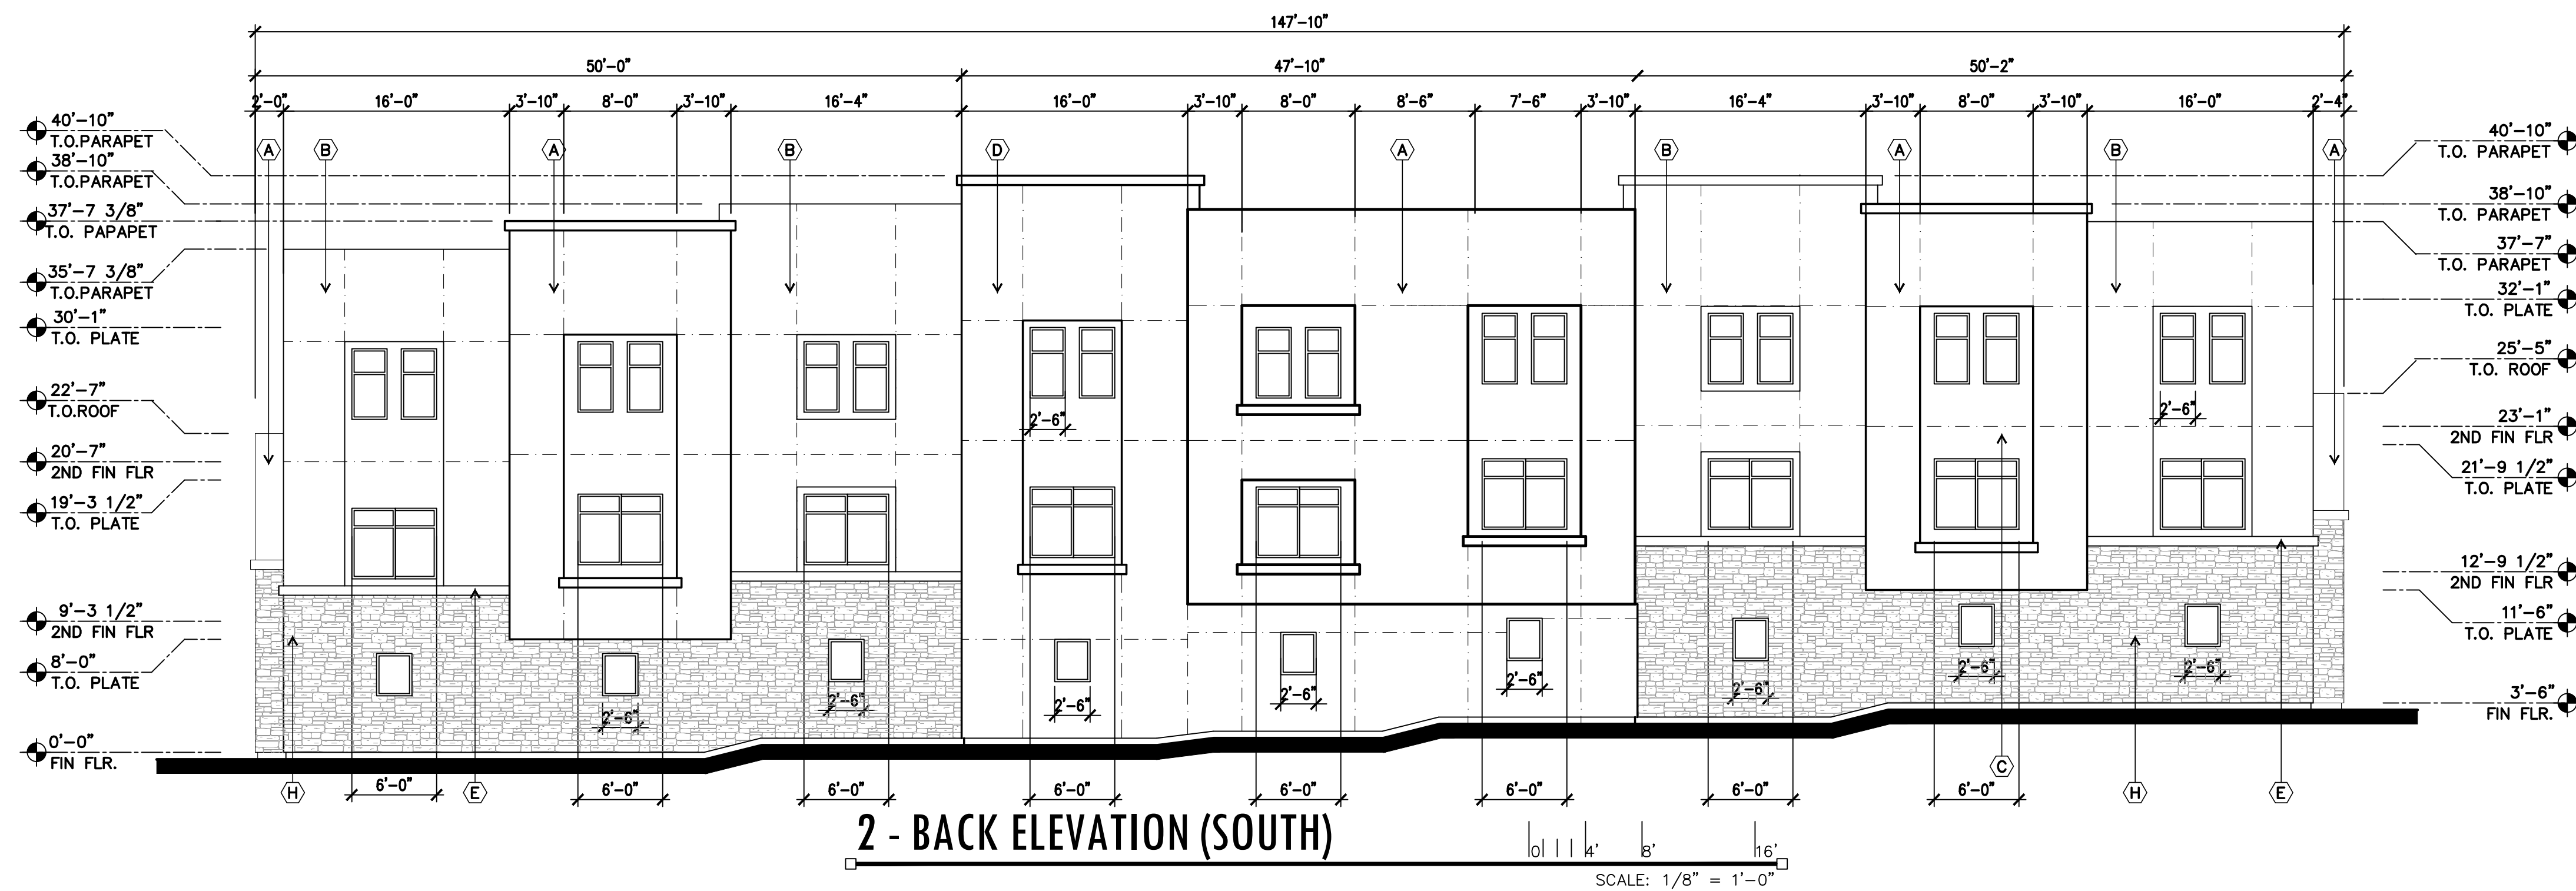 147'-10"
50'-0" 47'-10" 50'-2"
2'-0" 16'-0" 3'-10" 8'-0" 3'-10" 16'-4" 16'-0" 3'-10" 8'-0" 8'-6" 7'-6" 3'-10" 16'-4" 3'-10" 8'-0" 3'-10" 16'-0" 2'-4"
A B A B D A B A B A
40'-10"
T.O.PARAPET
38'-10"
T.O.PARAPET
37'-7 3/8"
T.O. PAPAPET
35'-7 3/8"
T.O.PARAPET
30'-1"
T.O. PLATE
22'-7"
T.O.ROOF
20'-7"
2ND FIN FLR
19'-3 1/2"
T.O. PLATE
9'-3 1/2"
2ND FIN FLR
8'-0"
T.O. PLATE
0'-0"
FIN FLR.
40'-10"
T.O. PARAPET
38'-10"
T.O. PARAPET
37'-7"
T.O. PARAPET
32'-1"
T.O. PLATE
25'-5"
T.O. ROOF
23'-1"
2ND FIN FLR
21'-9 1/2"
T.O. PLATE
12'-9 1/2"
2ND FIN FLR
11'-6"
T.O. PLATE
3'-6"
FIN FLR.
2'-6" 2'-6"
2'-6" 2'-6" 2'-6" 2'-6" 2'-6" 2'-6" 2'-6" 2'-6"
H E C H E
6'-0" 6'-0" 6'-0" 6'-0" 6'-0" 6'-0" 6'-0" 6'-0"
2 - BACK ELEVATION (SOUTH)
0 4' 8' 16'
SCALE: 1/8" = 1'-0"